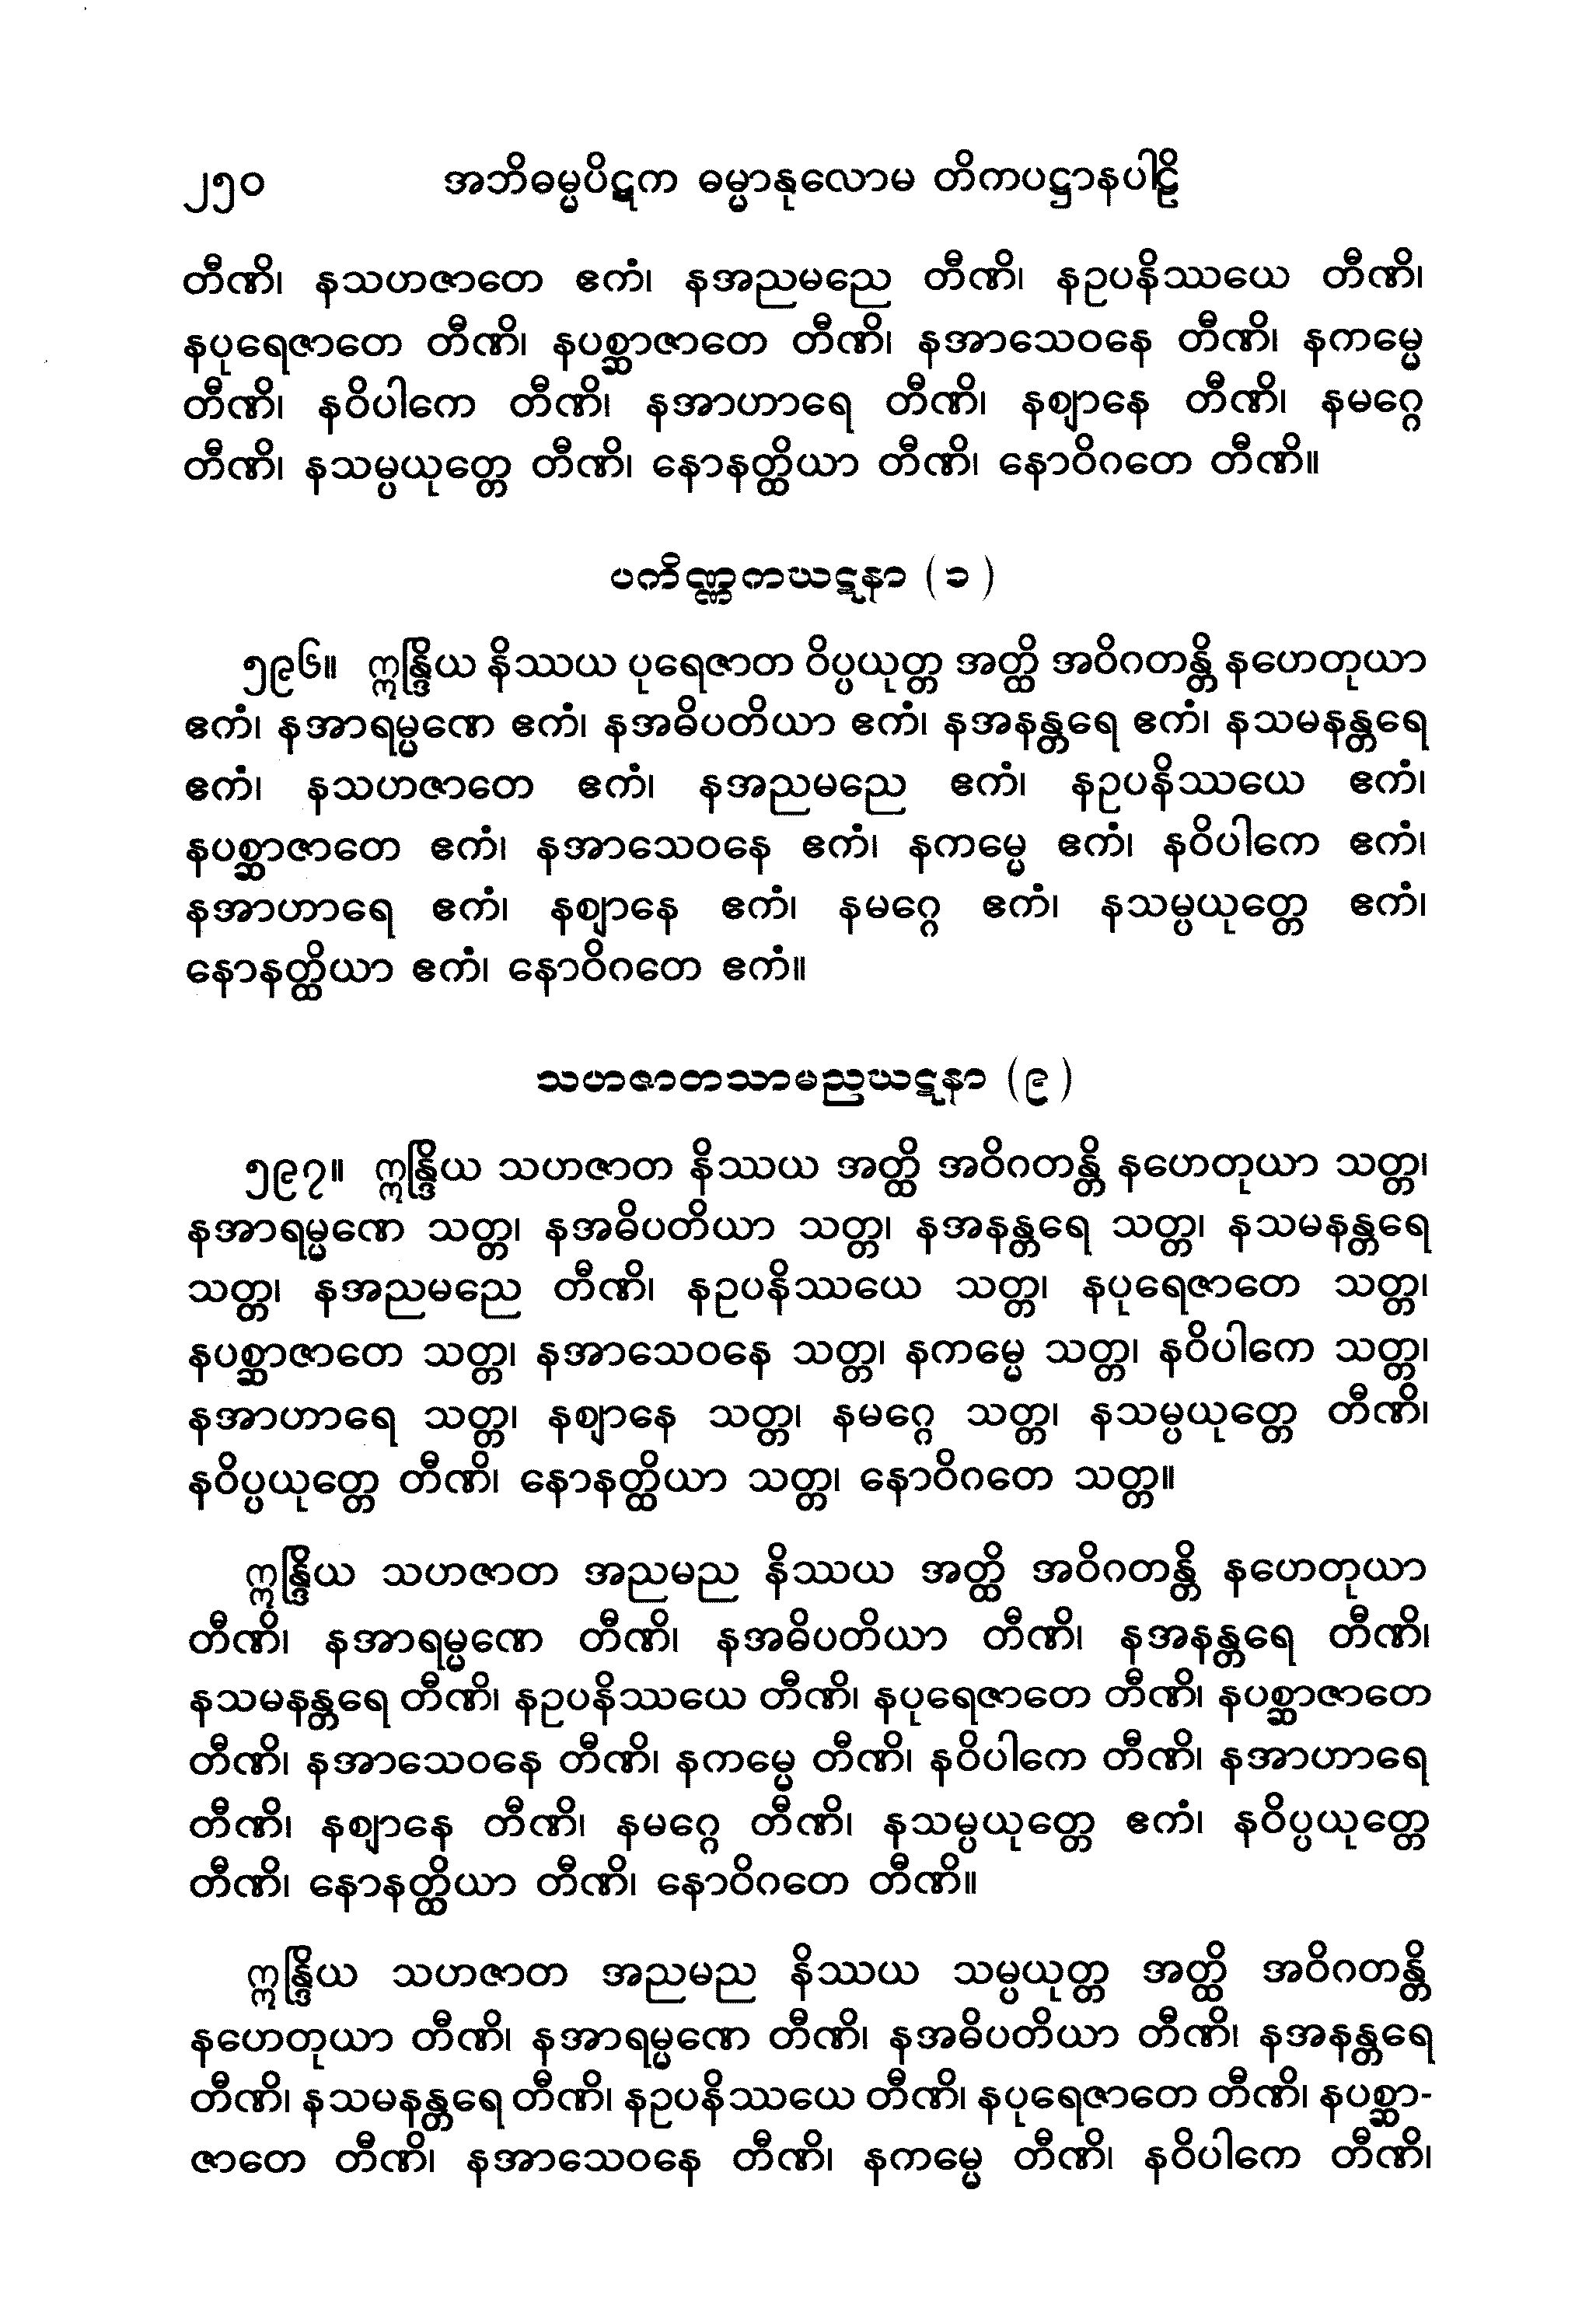 ၂၅၀ အဘိဓမ္မပိဋက ဓမ္မာနုလောမ တိကပဋ္ဌာနပါဠိ
တီဏိ၊ နသဟဇာတေ ဧကံ၊ နအညမညေ တီဏိ၊ နဥပနိဿယေ တီဏိ၊
နပုရေဇာတေ တီဏိ၊ နပစ္ဆာဇာတေ တီဏိ၊ နအာသေဝနေ တီဏိ၊ နကမ္မေ
တီဏိ၊ နဝိပါကေ တီဏိ၊ နအာဟာရေ တီဏိ၊ နဈာနေ တီဏိ၊ နမဂ္ဂေ
တီဏိ၊ နသမ္ပယုတ္တေ တီဏိ၊ နောနတ္ထိယာ တီဏိ၊ နောဝိဂတေ တီဏိ။
ပကိဏ္ဏကဃဋနာ (၁)
၅၉၆။ ဣန္ဒြိယ နိဿယ ပုရေဇာတ ဝိပ္ပယုတ္တ အတ္ထိ အဝိဂတန္တိ နဟေတုယာ
ဧကံ၊ နအာရမ္မဏေ ဧကံ၊ နအဓိပတိယာ ဧကံ၊ နအနန္တရေ ဧကံ၊ နသမနန္တရေ
ဧကံ၊ နသဟဇာတေ ဧကံ၊ နအညမညေ ဧကံ၊ နဥပနိဿယေ ဧကံ၊
နပစ္ဆာဇာတေ ဧကံ၊ နအာသေဝနေ ဧကံ၊ နကမ္မေ ဧကံ၊ နဝိပါကေ ဧကံ၊
နအာဟာရေ ဧကံ၊ နဈာနေ ဧကံ၊ နမဂ္ဂေ ဧကံ၊ နသမ္ပယုတ္တေ ဧကံ၊
နောနတ္ထိယာ ဧကံ၊ နောဝိဂတေ ဧကံ။
သဟဇာတသာမညဃဋနာ (၉)
၅၉၇။ ဣန္ဒြိယ သဟဇာတ နိဿယ အတ္ထိ အဝိဂတန္တိ နဟေတုယာ သတ္တ၊
နအာရမ္မဏေ သတ္တ၊ နအဓိပတိယာ သတ္တ၊ နအနန္တရေ သတ္တ၊ နသမနန္တရေ
သတ္တ၊ နအညမညေ တီဏိ၊ နဥပနိဿယေ သတ္တ၊ နပုရေဇာတေ သတ္တ၊
နပစ္ဆာဇာတေ သတ္တ၊ နအာသေဝနေ သတ္တ၊ နကမ္မေ သတ္တ၊ နဝိပါကေ သတ္တ၊
နအာဟာရေ သတ္တ၊ နဈာနေ သတ္တ၊ နမဂ္ဂေ သတ္တ၊ နသမ္ပယုတ္တေ တီဏိ၊
နဝိပ္ပယုတ္တေ တီဏိ၊ နောနတ္ထိယာ သတ္တ၊ နောဝိဂတေ သတ္တ။
ဣန္ဒြိယ သဟဇာတ အညမည နိဿယ အတ္ထိ အဝိဂတန္တိ နဟေတုယာ
တီဏိ၊ နအာရမ္မဏေ တီဏိ၊ နအဓိပတိယာ တီဏိ၊ နအနန္တရေ တီဏိ၊
နသမနန္တရေ တီဏိ၊ နဥပနိဿယေ တီဏိ၊ နပုရေဇာတေ တီဏိ၊ နပစ္ဆာဇာတေ
တီဏိ၊ နအာသေဝနေ တီဏိ၊ နကမ္မေ တီဏိ၊ နဝိပါကေ တီဏိ၊ နအာဟာရေ
တီဏိ၊ နဈာနေ တီဏိ၊ နမဂ္ဂေ တီဏိ၊ နသမ္ပယုတ္တေ ဧကံ၊ နဝိပ္ပယုတ္တေ
တီဏိ၊ နောနတ္ထိယာ တီဏိ၊ နောဝိဂတေ တီဏိ။
ဣန္ဒြိယ သဟဇာတ အညမည နိဿယ သမ္ပယုတ္တ အတ္ထိ အဝိဂတန္တိ
နဟေတုယာ တီဏိ၊ နအာရမ္မဏေ တီဏိ၊ နအဓိပတိယာ တီဏိ၊ နအနန္တရေ
တီဏိ၊ နသမနန္တရေ တီဏိ၊ နဥပနိဿယေ တီဏိ၊ နပုရေဇာတေ တီဏိ၊ နပစ္ဆာ-
ဇာတေ တီဏိ၊ နအာသေဝနေ တီဏိ၊ နကမ္မေ တီဏိ၊ နဝိပါကေ တီဏိ၊